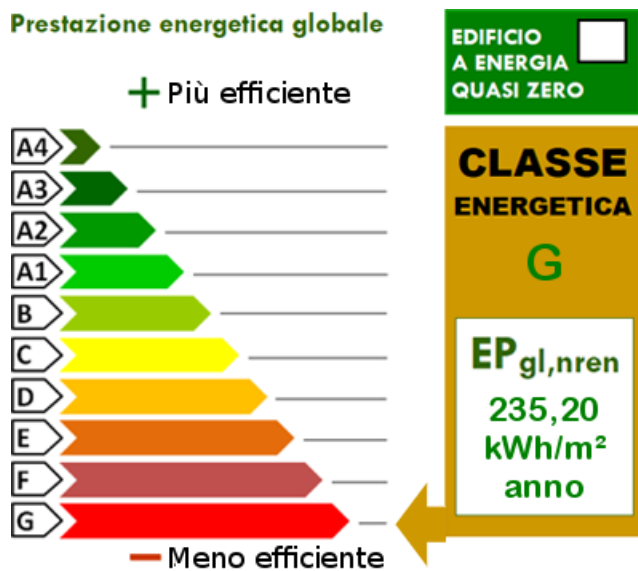 Prestazione energetica globale
+ Più efficiente
A4
A3
A2
A1
B
C
D
E
F
G
− Meno efficiente
EDIFICIO
A ENERGIA
QUASI ZERO
CLASSE
ENERGETICA
G
EPgl,nren
235,20
kWh/m²
anno